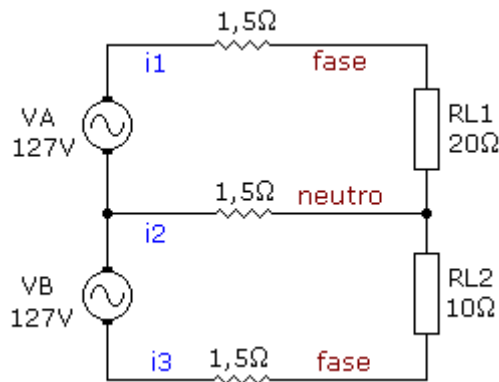 1,5Ω
i1
fase
VA
127V
RL1
20Ω
1,5Ω
neutro
i2
VB
127V
RL2
10Ω
i3
1,5Ω
fase